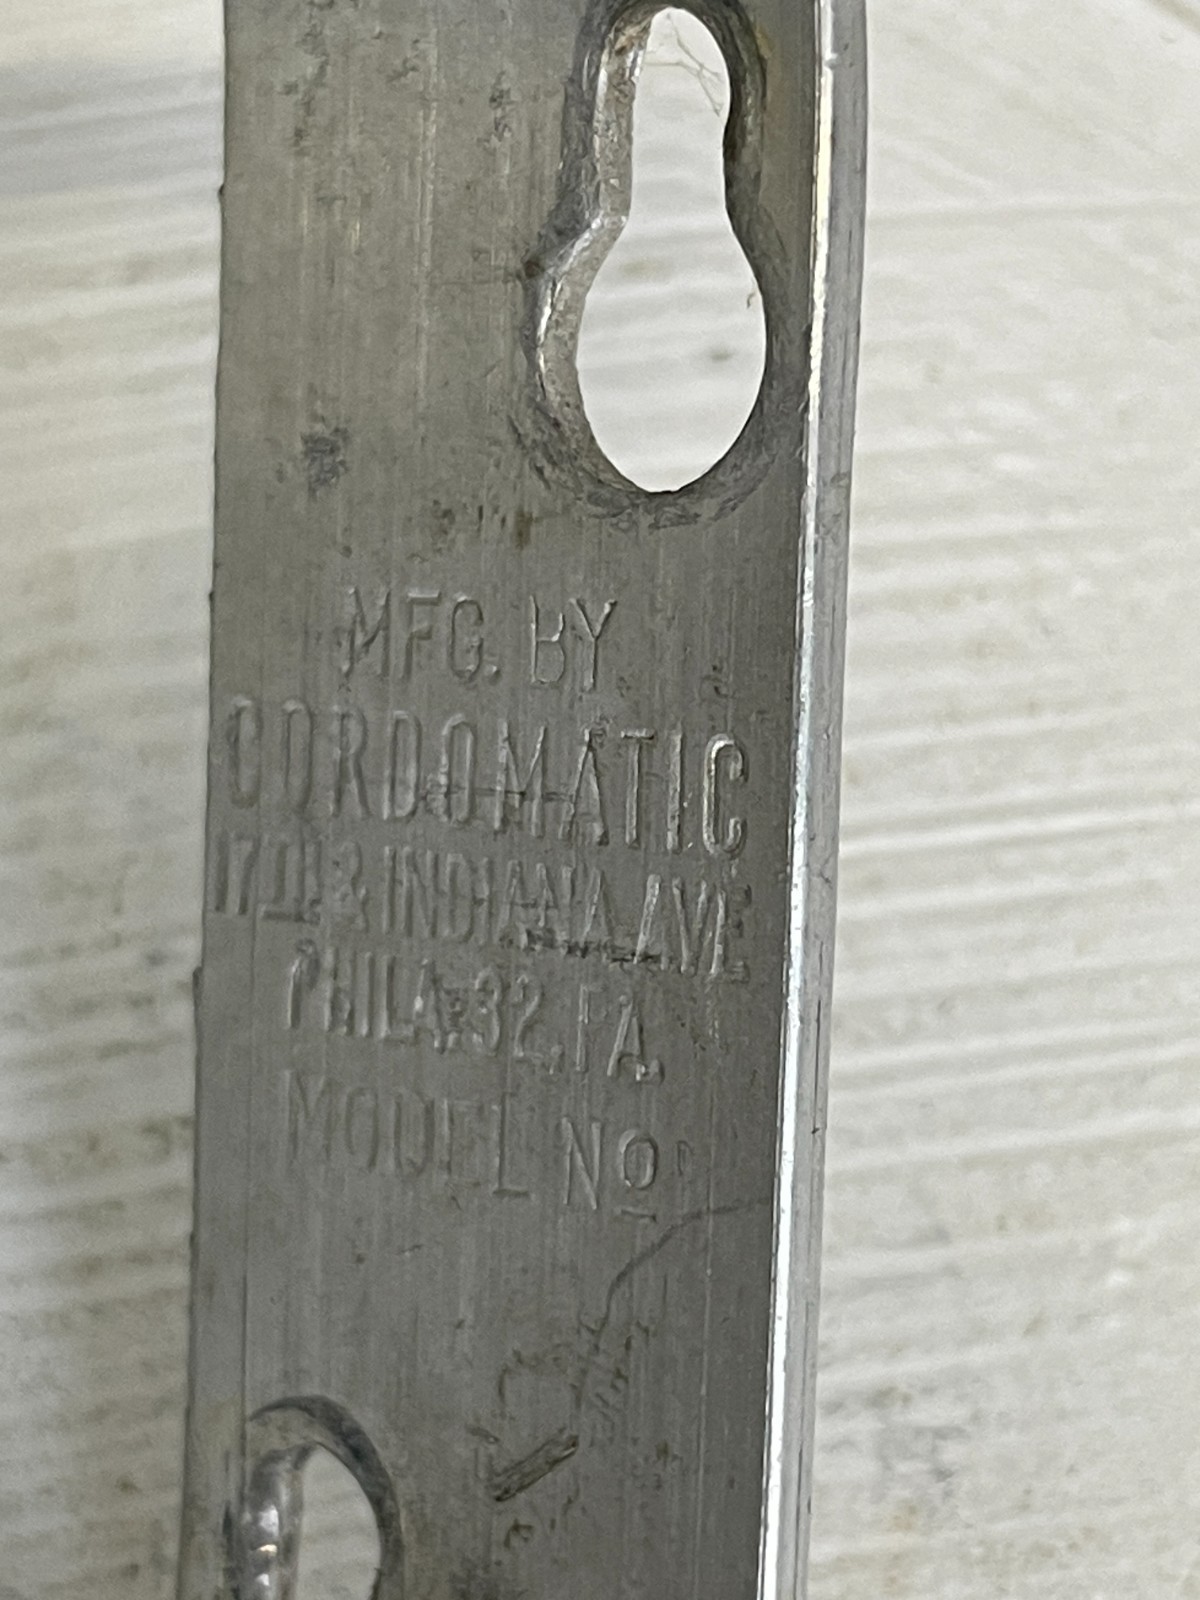 MFG. BY
CORDOMATIC
17TH & INDIANA AVE
PHILA. 32, PA.
MODEL No